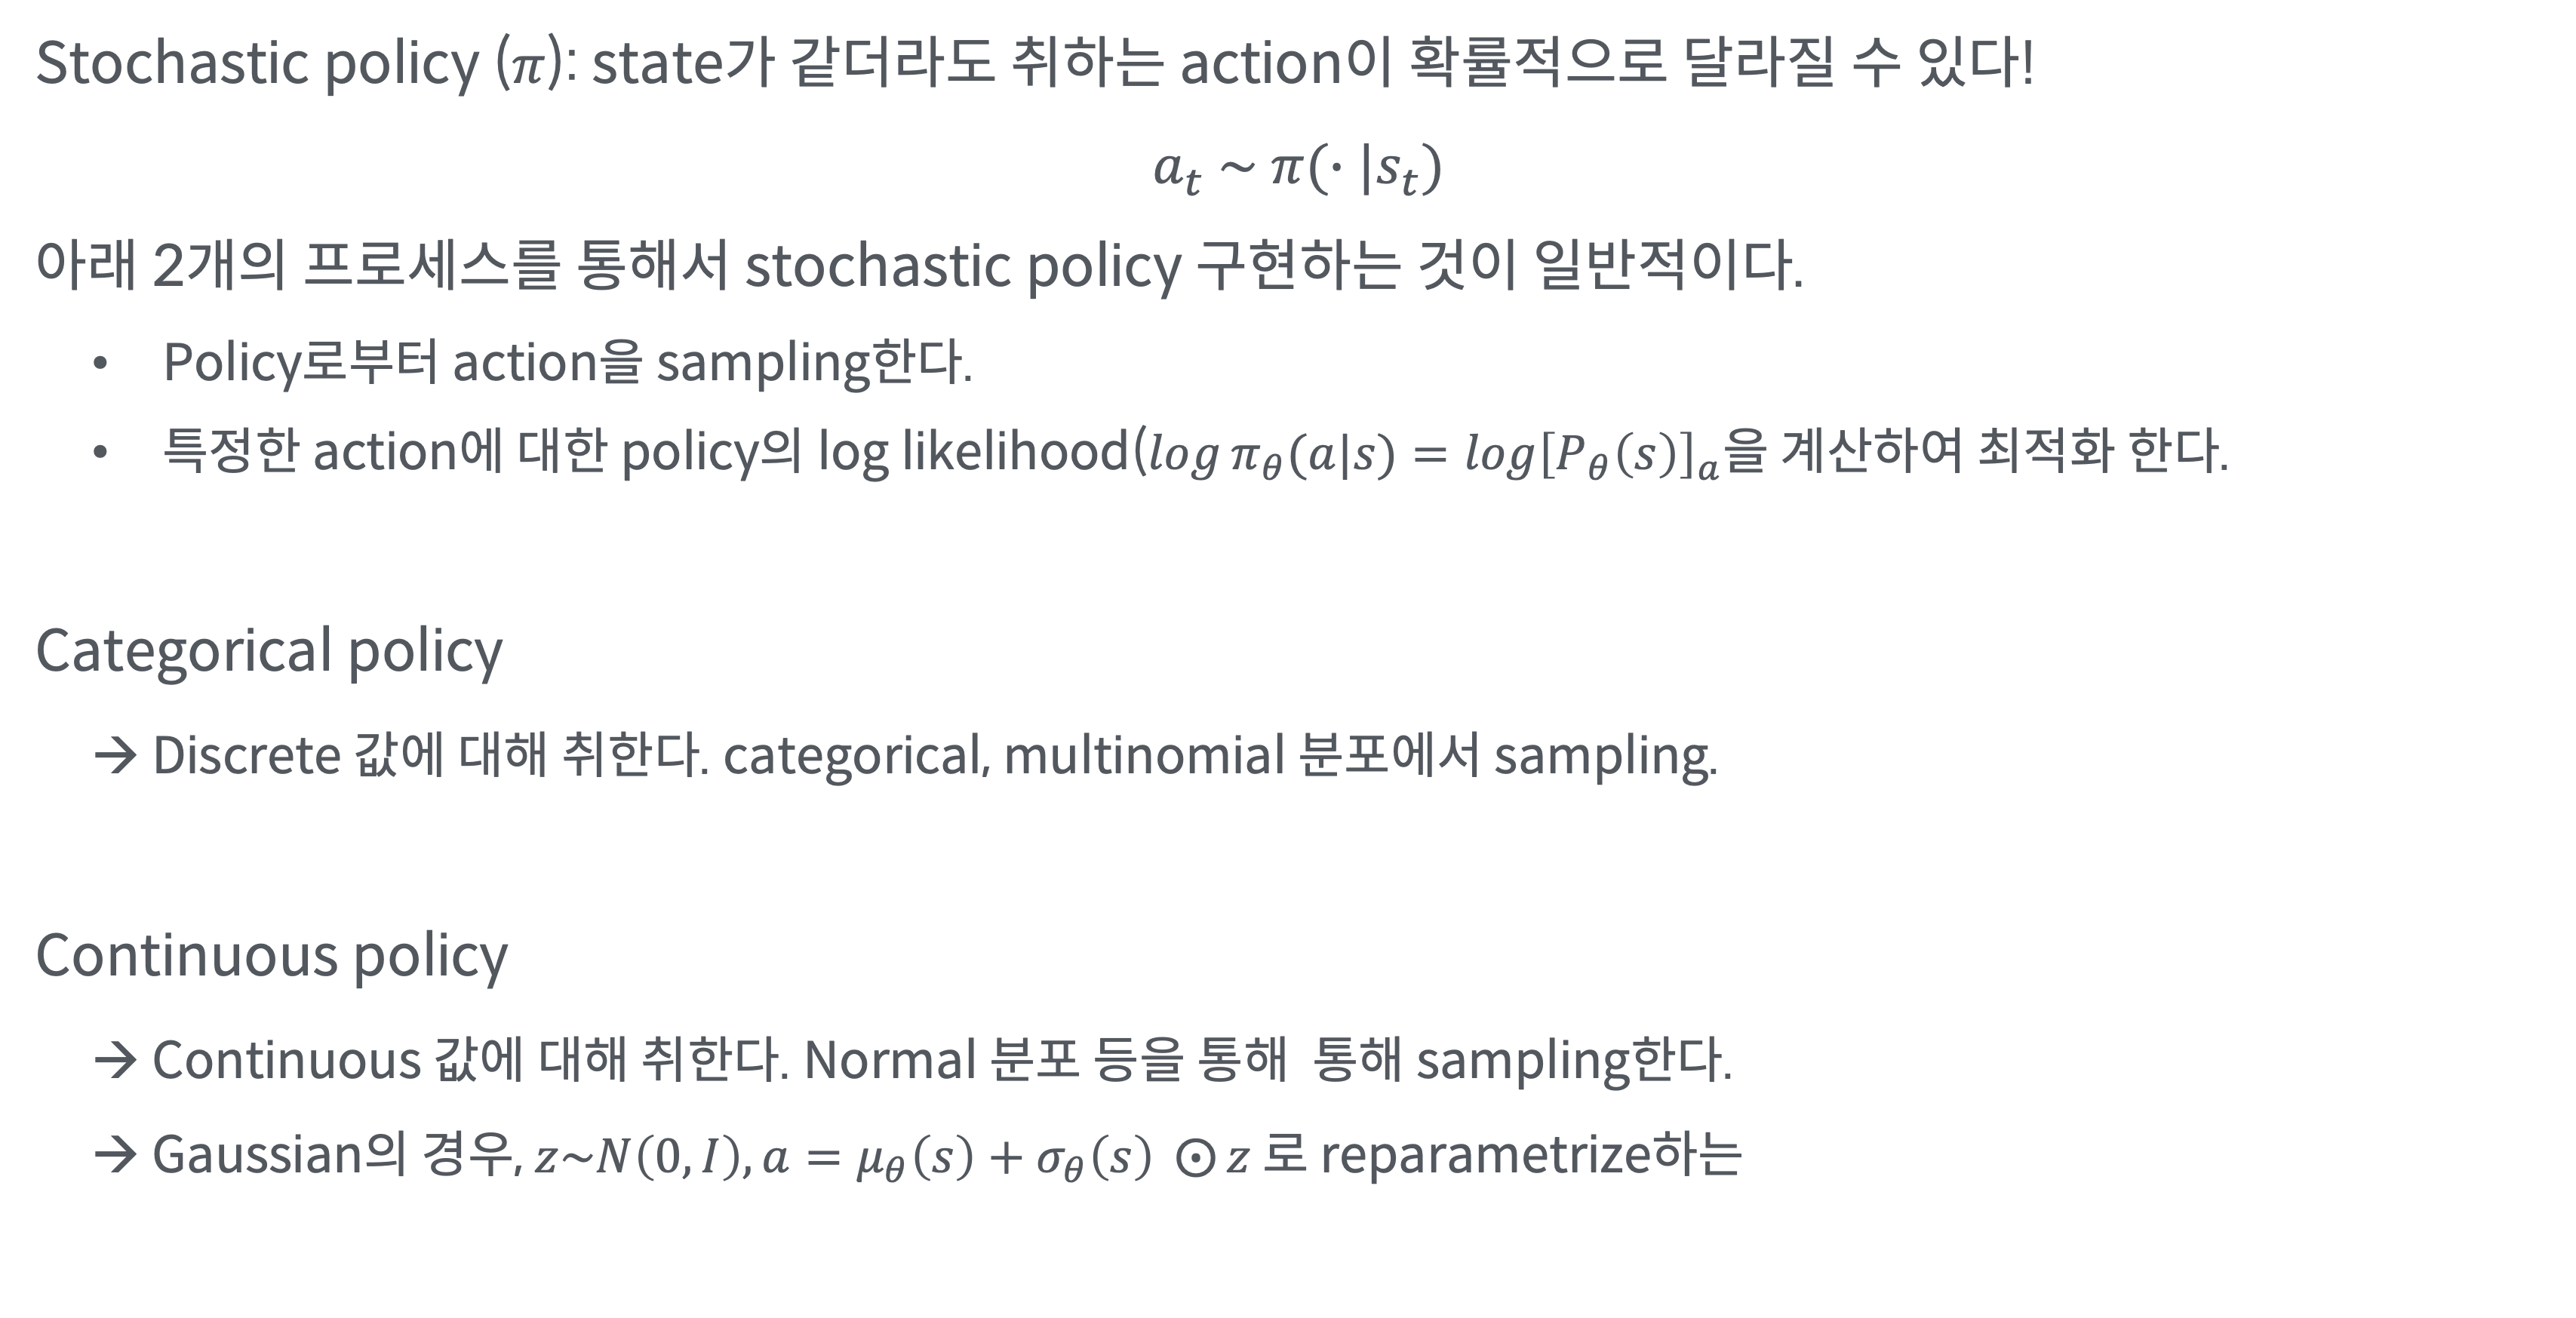 Stochastic policy (π): state가 같더라도 취하는 action이 확률적으로 달라질 수 있다!
a_t ~ π(· |s_t)
아래 2개의 프로세스를 통해서 stochastic policy 구현하는 것이 일반적이다.
• Policy로부터 action을 sampling한다.
• 특정한 action에 대한 policy의 log likelihood(log π_θ(a|s) = log[P_θ(s)]_a을 계산하여 최적화 한다.
Categorical policy
→ Discrete 값에 대해 취한다. categorical, multinomial 분포에서 sampling.
Continuous policy
→ Continuous 값에 대해 취한다. Normal 분포 등을 통해  통해 sampling한다.
→ Gaussian의 경우, z~N(0, I), a = μ_θ(s) + σ_θ(s) ⊙ z 로 reparametrize하는